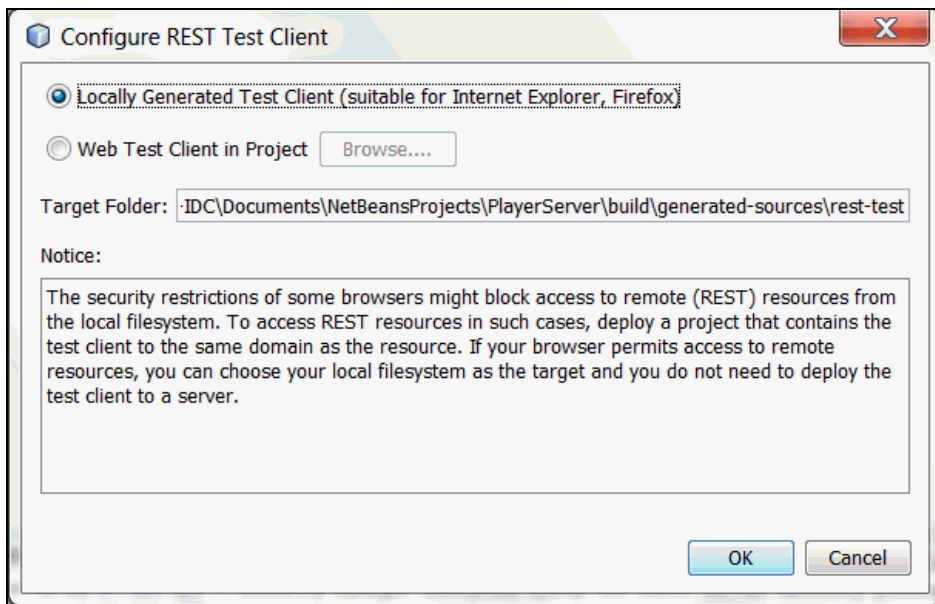 Configure REST Test Client
Locally Generated Test Client (suitable for Internet Explorer, Firefox)
Web Test Client in Project Browse....
Target Folder: ·IDC\Documents\NetBeansProjects\PlayerServer\build\generated-sources\rest-test
Notice:
The security restrictions of some browsers might block access to remote (REST) resources from
the local filesystem. To access REST resources in such cases, deploy a project that contains the
test client to the same domain as the resource. If your browser permits access to remote
resources, you can choose your local filesystem as the target and you do not need to deploy the
test client to a server.
OK Cancel